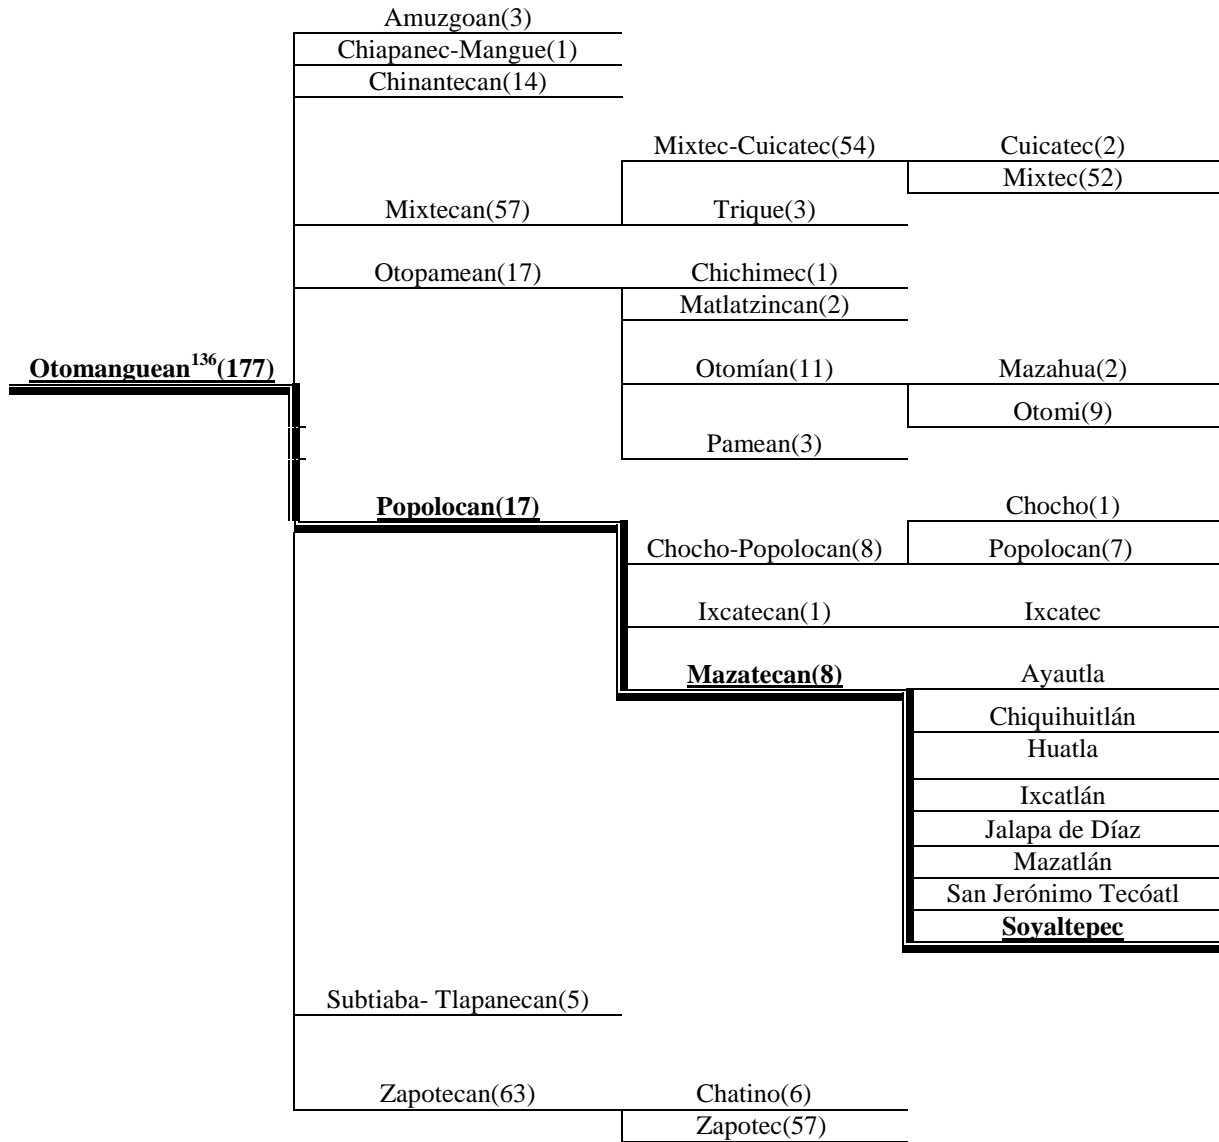 Amuzgoan(3)
Chiapanec-Mangue(1)
Chinantecan(14)
Mixtec-Cuicatec(54) Cuicatec(2)
Mixtec(52)
Mixtecan(57) Trique(3)
Otopamean(17) Chichimec(1)
Matlatzincan(2)
Otomanguean136(177) Otomían(11) Mazahua(2)
Otomi(9)
Pamean(3)
Popolocan(17) Chocho(1)
Chocho-Popolocan(8) Popolocan(7)
Ixcatecan(1) Ixcatec
Mazatecan(8) Ayautla
Chiquihuitlán
Huatla
Ixcatlán
Jalapa de Díaz
Mazatlán
San Jerónimo Tecóatl
Soyaltepec
Subtiaba- Tlapanecan(5)
Zapotecan(63) Chatino(6)
Zapotec(57)